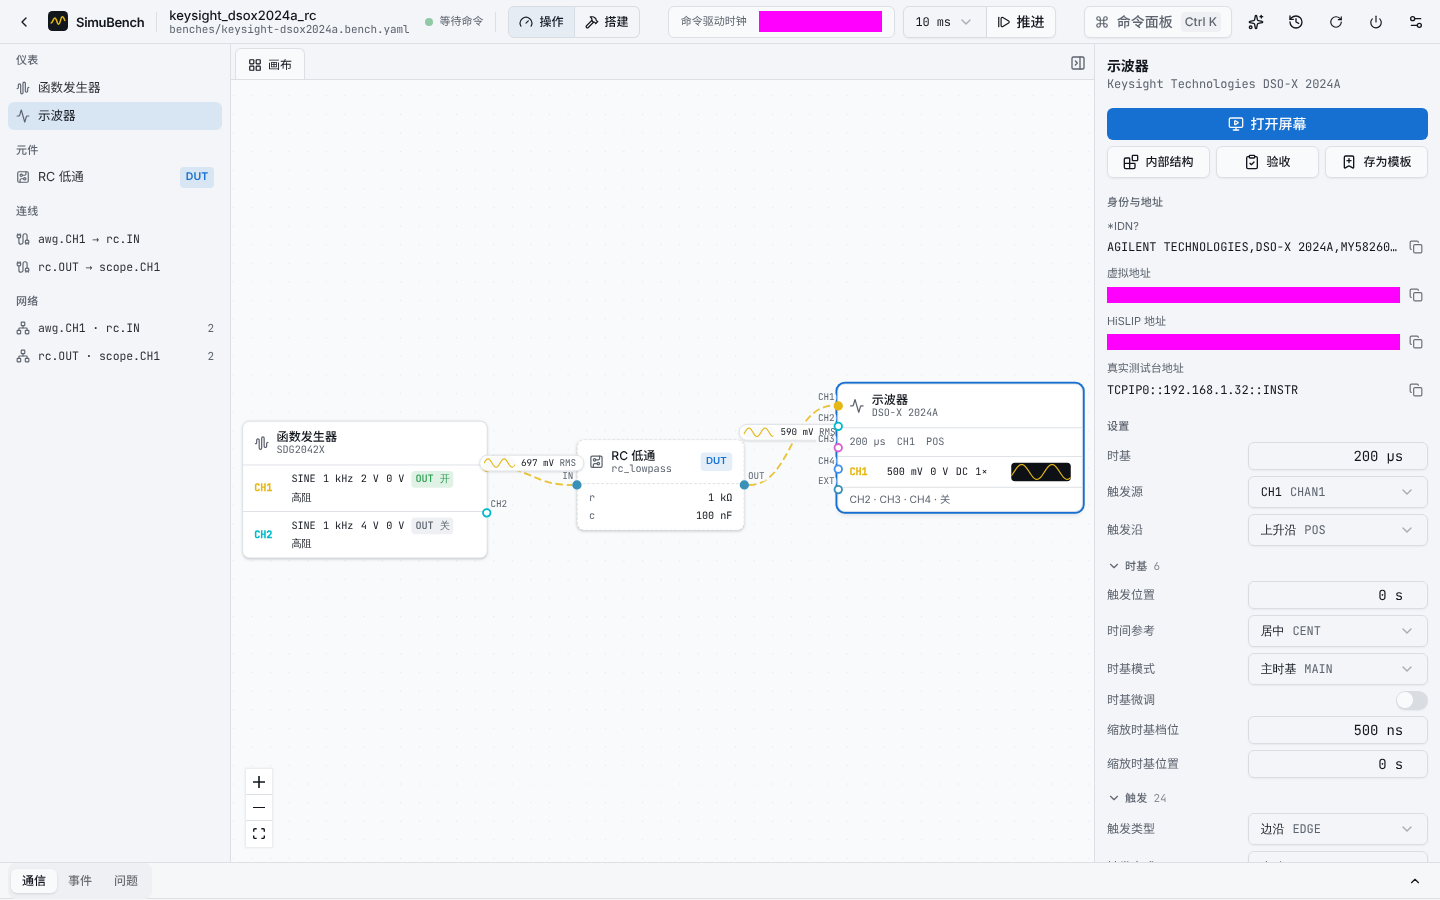 SimuBench
keysight_dsox2024a_rc
benches/keysight-dsox2024a.bench.yaml
等待命令
操作
搭建
命令驱动时钟
10 ms
推进
命令面板 Ctrl K
仪表
函数发生器
示波器
元件
RC 低通 DUT
连线
awg.CH1 → rc.IN
rc.OUT → scope.CH1
网络
awg.CH1 · rc.IN 2
rc.OUT · scope.CH1 2
画布
函数发生器
SDG2042X
CH1 SINE 1 kHz 2 V 0 V OUT 开
高阻
CH2 SINE 1 kHz 4 V 0 V OUT 关
高阻
CH2
697 mV RMS
IN
RC 低通
rc_lowpass
DUT
r 1 kΩ
c 100 nF
OUT
590 mV RMS
CH1
CH2
CH3
CH4
EXT
示波器
DSO-X 2024A
200 µs CH1 POS
CH1 500 mV 0 V DC 1×
CH2 · CH3 · CH4 · 关
示波器
Keysight Technologies DSO-X 2024A
打开屏幕
内部结构
验收
存为模板
身份与地址
*IDN?
AGILENT TECHNOLOGIES,DSO-X 2024A,MY58260…
虚拟地址
HiSLIP 地址
真实测试台地址
TCPIP0::192.168.1.32::INSTR
设置
时基 200 µs
触发源 CH1 CHAN1
触发沿 上升沿 POS
时基 6
触发位置 0 s
时间参考 居中 CENT
时基模式 主时基 MAIN
时基微调
缩放时基档位 500 ns
缩放时基位置 0 s
触发 24
触发类型 边沿 EDGE
通信
事件
问题